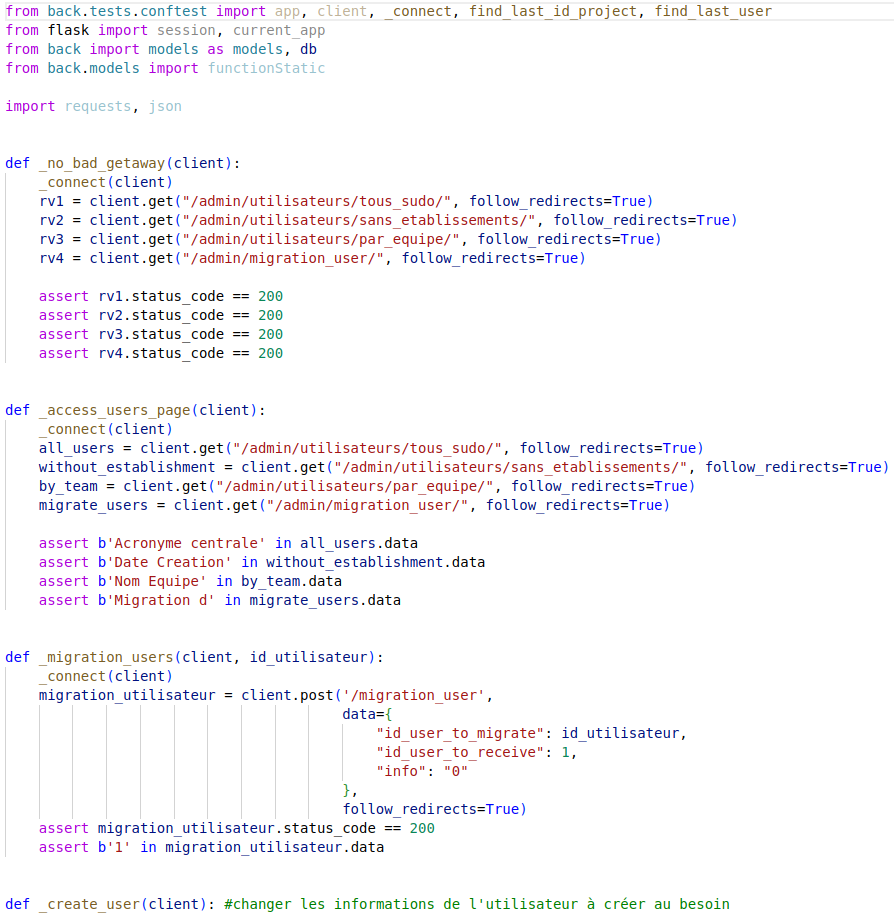 from back.tests.conftest import app, client, _connect, find_last_id_project, find_last_user
from flask import session, current_app
from back import models as models, db
from back.models import functionStatic
import requests, json
def _no_bad_getaway(client):
    _connect(client)
    rv1 = client.get("/admin/utilisateurs/tous_sudo/", follow_redirects=True)
    rv2 = client.get("/admin/utilisateurs/sans_etablissements/", follow_redirects=True)
    rv3 = client.get("/admin/utilisateurs/par_equipe/", follow_redirects=True)
    rv4 = client.get("/admin/migration_user/", follow_redirects=True)
    assert rv1.status_code == 200
    assert rv2.status_code == 200
    assert rv3.status_code == 200
    assert rv4.status_code == 200
def _access_users_page(client):
    _connect(client)
    all_users = client.get("/admin/utilisateurs/tous_sudo/", follow_redirects=True)
    without_establishment = client.get("/admin/utilisateurs/sans_etablissements/", follow_redirects=True)
    by_team = client.get("/admin/utilisateurs/par_equipe/", follow_redirects=True)
    migrate_users = client.get("/admin/migration_user/", follow_redirects=True)
    assert b'Acronyme centrale' in all_users.data
    assert b'Date Creation' in without_establishment.data
    assert b'Nom Equipe' in by_team.data
    assert b'Migration d' in migrate_users.data
def _migration_users(client, id_utilisateur):
    _connect(client)
    migration_utilisateur = client.post('/migration_user',
                                        data={
                                            "id_user_to_migrate": id_utilisateur,
                                            "id_user_to_receive": 1,
                                            "info": "0"
                                        },
                                        follow_redirects=True)
    assert migration_utilisateur.status_code == 200
    assert b'1' in migration_utilisateur.data
def _create_user(client): #changer les informations de l'utilisateur à créer au besoin